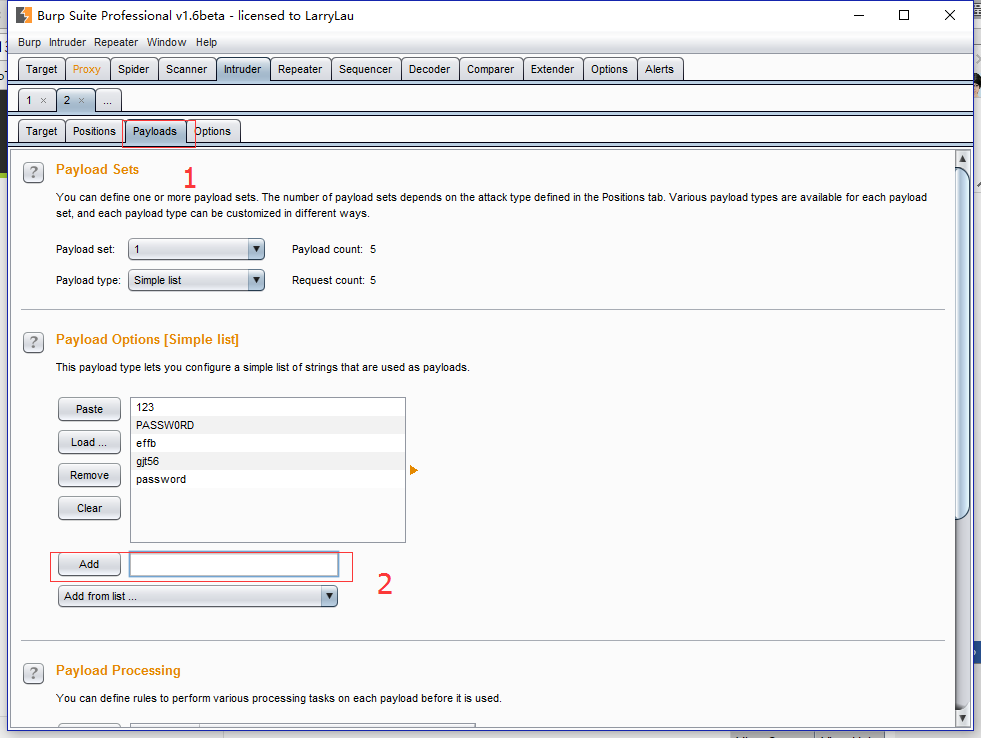 Burp Suite Professional v1.6beta - licensed to LarryLau
Burp Intruder Repeater Window Help
Target Proxy Spider Scanner Intruder Repeater Sequencer Decoder Comparer Extender Options Alerts
1 × 2 × ...
Target Positions Payloads Options
? Payload Sets
1
You can define one or more payload sets. The number of payload sets depends on the attack type defined in the Positions tab. Various payload types are available for each payload
set, and each payload type can be customized in different ways.
Payload set: 1 Payload count: 5
Payload type: Simple list Request count: 5
? Payload Options [Simple list]
This payload type lets you configure a simple list of strings that are used as payloads.
Paste
Load ...
Remove
Clear
123
PASSW0RD
effb
gjt56
password
Add
2
Add from list ...
? Payload Processing
You can define rules to perform various processing tasks on each payload before it is used.